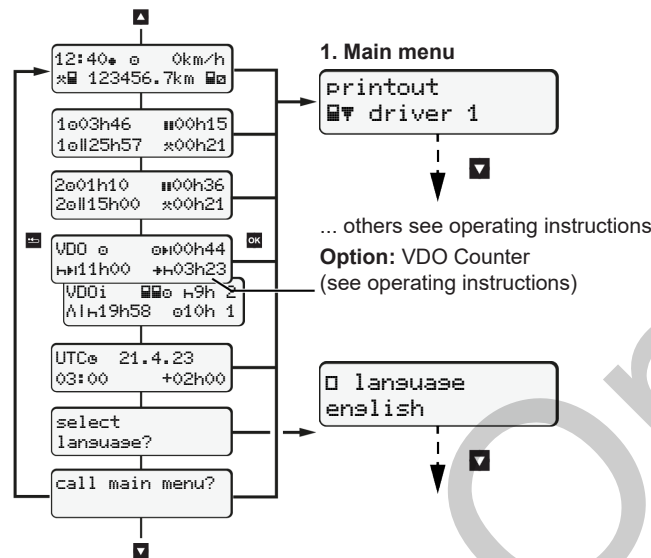 12:40 0km/h
123456.7km
1 03h46 00h15
1 25h57 00h21
2 01h10 00h36
2 15h00 00h21
VDO 00h44
11h00 03h23
VDOi 9h 2
19h58 10h 1
UTC 21.4.23
03:00 +02h00
select
language?
call main menu?
OK
1. Main menu
printout
driver 1
... others see operating instructions
Option: VDO Counter
(see operating instructions)
language
english